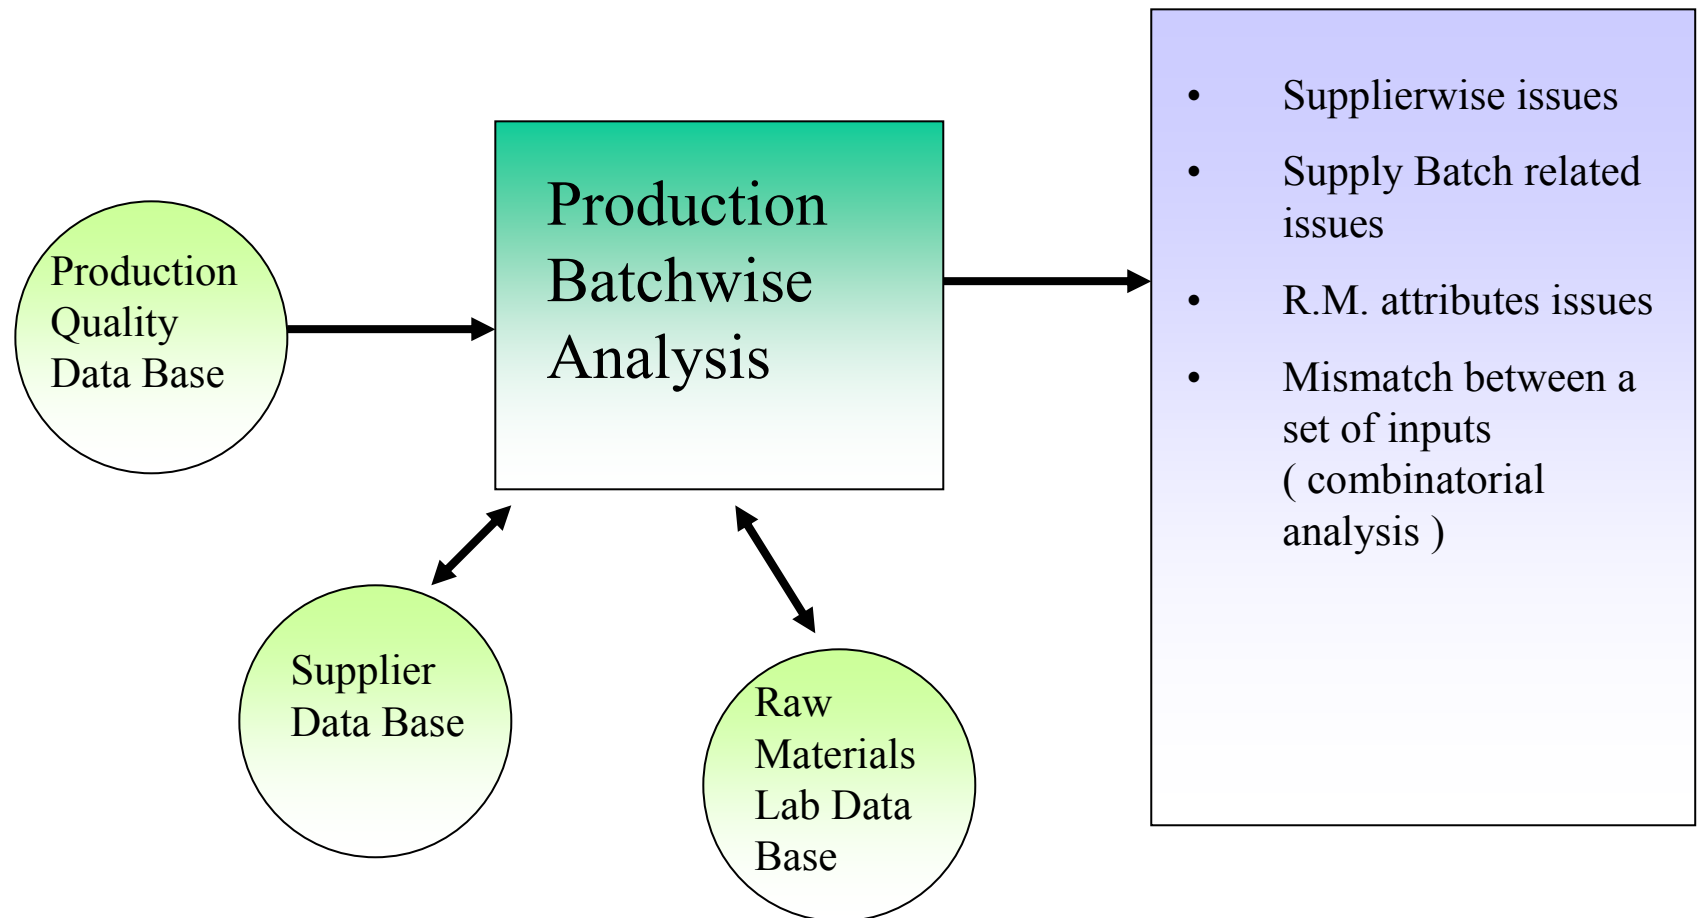 Production
Quality
Data Base
Production
Batchwise
Analysis
Supplier
Data Base
Raw
Materials
Lab Data
Base
• Supplierwise issues
• Supply Batch related
issues
• R.M. attributes issues
• Mismatch between a
set of inputs
( combinatorial
analysis )